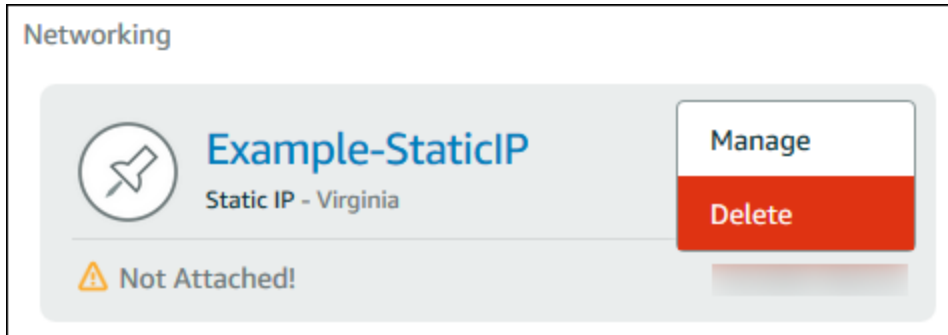 Networking
Example-StaticIP
Manage
Static IP - Virginia
Delete
Not Attached!